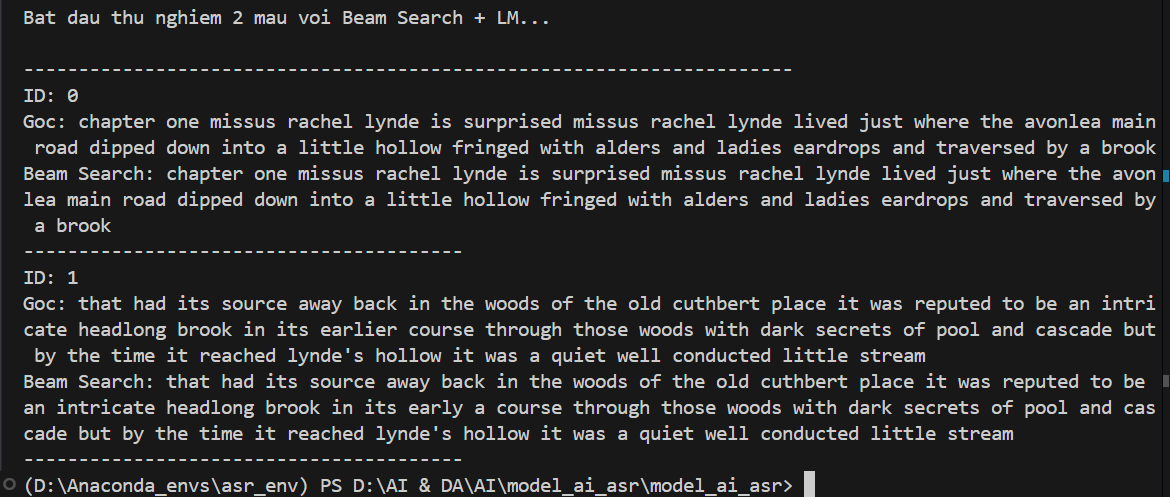 Bat dau thu nghiem 2 mau voi Beam Search + LM...
----------------------------------------------------------------------
ID: 0
Goc: chapter one missus rachel lynde is surprised missus rachel lynde lived just where the avonlea main
 road dipped down into a little hollow fringed with alders and ladies eardrops and traversed by a brook
Beam Search: chapter one missus rachel lynde is surprised missus rachel lynde lived just where the avon
lea main road dipped down into a little hollow fringed with alders and ladies eardrops and traversed by
 a brook
----------------------------------------
ID: 1
Goc: that had its source away back in the woods of the old cuthbert place it was reputed to be an intri
cate headlong brook in its earlier course through those woods with dark secrets of pool and cascade but
 by the time it reached lynde's hollow it was a quiet well conducted little stream
Beam Search: that had its source away back in the woods of the old cuthbert place it was reputed to be
an intricate headlong brook in its early a course through those woods with dark secrets of pool and cas
cade but by the time it reached lynde's hollow it was a quiet well conducted little stream
----------------------------------------
(D:\Anaconda_envs\asr_env) PS D:\AI & DA\AI\model_ai_asr\model_ai_asr>